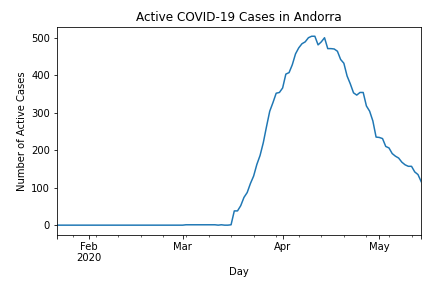 Active COVID-19 Cases in Andorra
Number of Active Cases
500
400
300
200
100
0
Feb
2020
Mar
Apr
May
Day